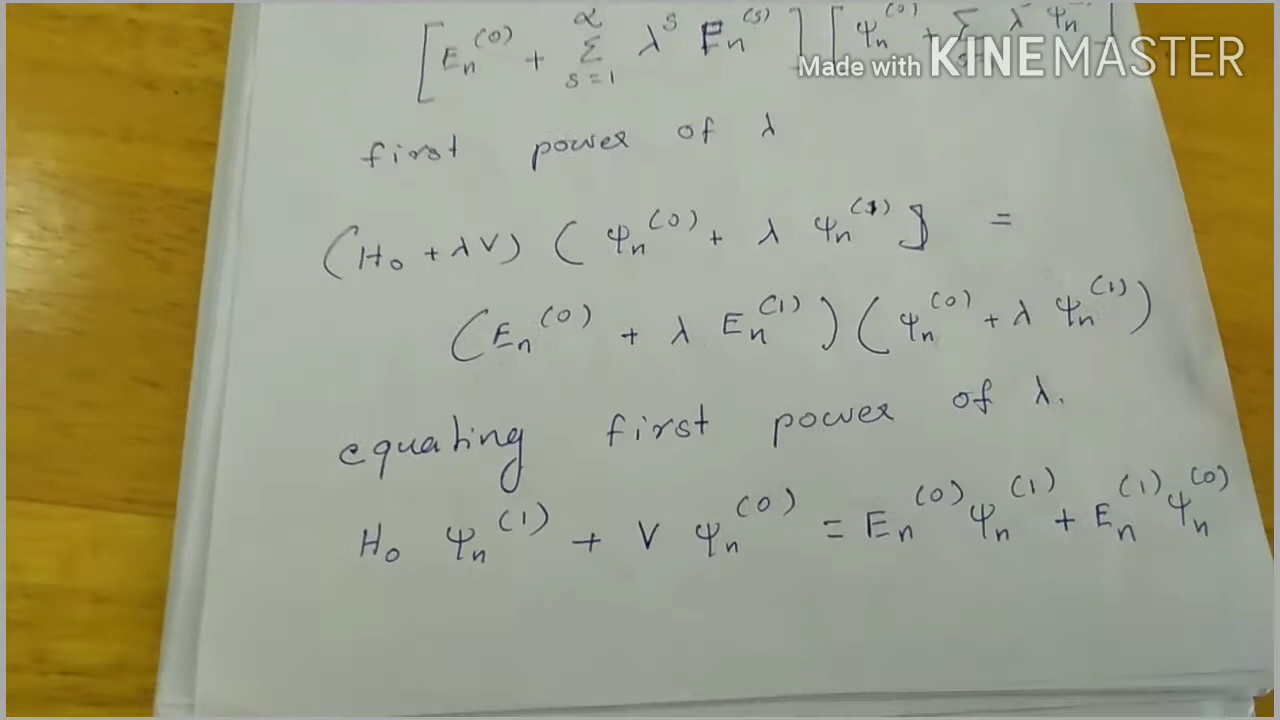 [E_n^(0) + ∝ Σ s=1 λ^s E_n^(s)] [ψ_n^(0) + Σ λ ψ_n ]
Made with KINEMASTER
first power of λ
(H₀ + λV) ( ψ_n^(0) + λ ψ_n^(1) ] =
(E_n^(0) + λ E_n^(1)) (ψ_n^(0) + λ ψ_n^(1))
equating first power of λ.
H₀ ψ_n^(1) + V ψ_n^(0) = E_n^(0) ψ_n^(1) + E_n^(1) ψ_n^(0)